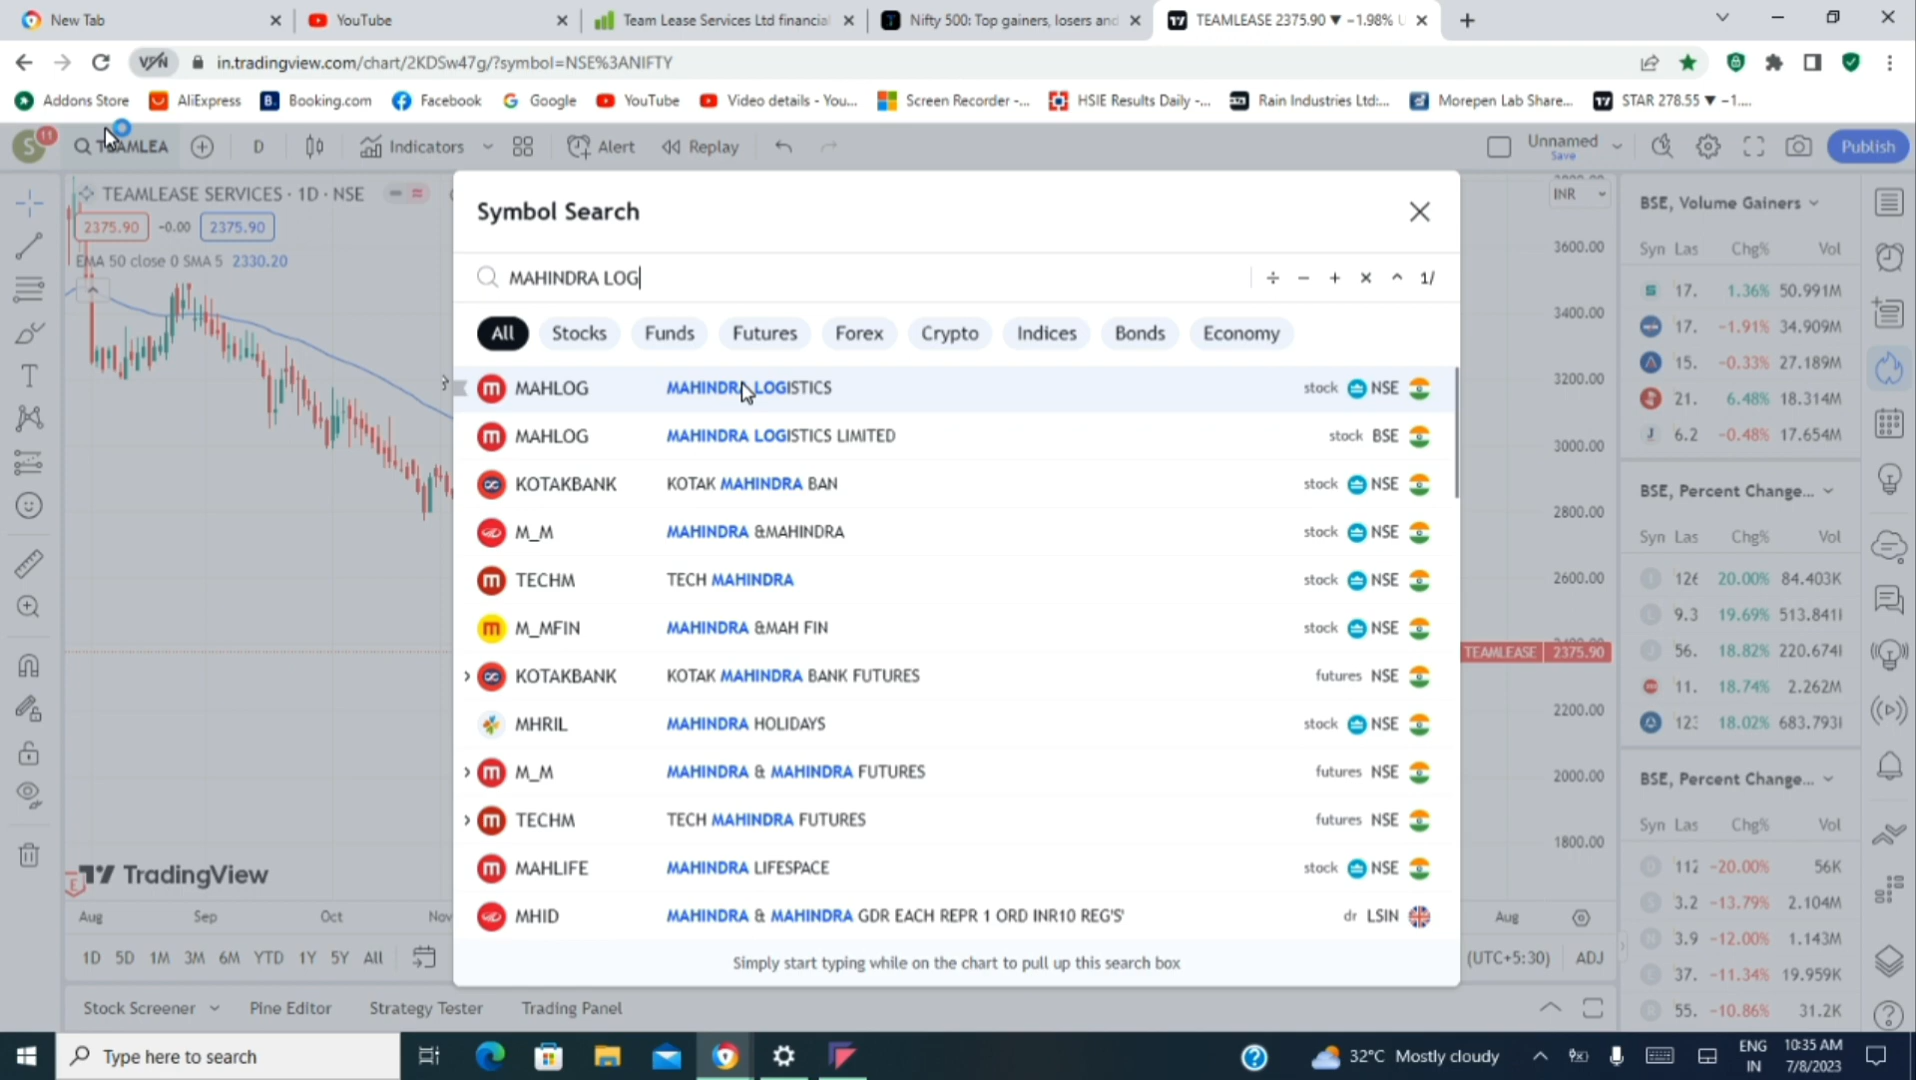 New Tab
YouTube
Team Lease Services Ltd financial
Nifty 500: Top gainers, losers and
TEAMLEASE 2375.90 ▼ −1.98% U
in.tradingview.com/chart/2KDSw47g/?symbol=NSE%3ANIFTY
Addons Store
AliExpress
Booking.com
Facebook
Google
YouTube
Video details - You...
Screen Recorder -...
HSIE Results Daily -...
Rain Industries Ltd:...
Morepen Lab Share...
STAR 278.55 ▼ −1....
S 11
D
Indicators
Alert
Replay
Unnamed
Save
Publish
TEAMLEASE SERVICES · 1D · NSE
2375.90 -0.00 2375.90
EMA 50 close 0 SMA 5 2330.20
Symbol Search
MAHINDRA LOG
÷ − + × ^ 1/
All Stocks Funds Futures Forex Crypto Indices Bonds Economy
MAHLOG MAHINDRA LOGISTICS stock NSE
MAHLOG MAHINDRA LOGISTICS LIMITED stock BSE
KOTAKBANK KOTAK MAHINDRA BAN stock NSE
M_M MAHINDRA &MAHINDRA stock NSE
TECHM TECH MAHINDRA stock NSE
M_MFIN MAHINDRA &MAH FIN stock NSE
KOTAKBANK KOTAK MAHINDRA BANK FUTURES futures NSE
MHRIL MAHINDRA HOLIDAYS stock NSE
M_M MAHINDRA & MAHINDRA FUTURES futures NSE
TECHM TECH MAHINDRA FUTURES futures NSE
MAHLIFE MAHINDRA LIFESPACE stock NSE
MHID MAHINDRA & MAHINDRA GDR EACH REPR 1 ORD INR10 REG'S' dr LSIN
Simply start typing while on the chart to pull up this search box
INR
3600.00
3400.00
3200.00
3000.00
2800.00
2600.00
TEAMLEASE 2375.90
2200.00
2000.00
1800.00
BSE, Volume Gainers
Syn Las Chg% Vol
17. 1.36% 50.991M
17. -1.91% 34.909M
15. -0.33% 27.189M
21. 6.48% 18.314M
6.2 -0.48% 17.654M
BSE, Percent Change...
Syn Las Chg% Vol
20.00% 84.403K
9.3 19.69% 513.841I
56. 18.82% 220.674I
11. 18.74% 2.262M
18.02% 683.793I
BSE, Percent Change...
Syn Las Chg% Vol
-20.00% 56K
3.2 -13.79% 2.104M
3.9 -12.00% 1.143M
37. -11.34% 19.959K
55. -10.86% 31.2K
TradingView
Aug Sep Oct Nov Aug
1D 5D 1M 3M 6M YTD 1Y 5Y All
(UTC+5:30) ADJ
Stock Screener Pine Editor Strategy Tester Trading Panel
Type here to search
32°C Mostly cloudy
ENG
IN
10:35 AM
7/8/2023